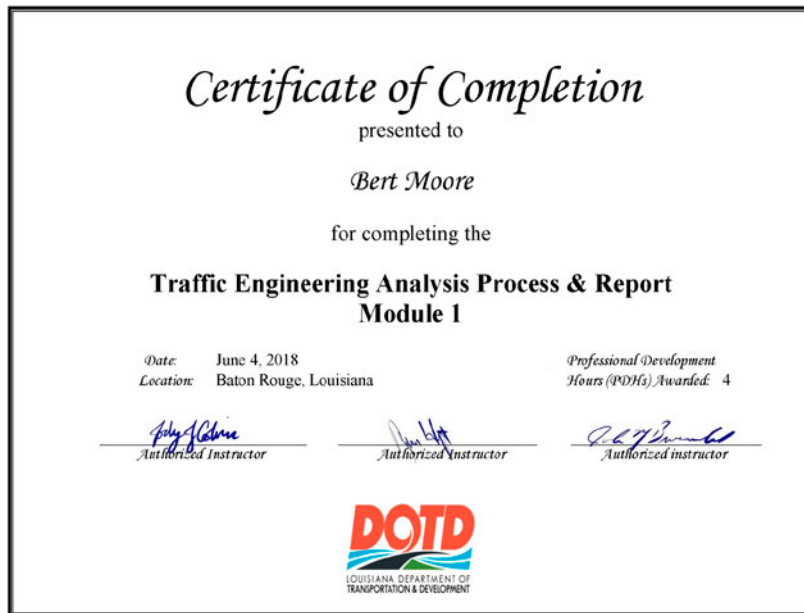 Certificate of Completion
presented to
Bert Moore
for completing the
Traffic Engineering Analysis Process & Report
Module 1
Date: June 4, 2018
Location: Baton Rouge, Louisiana
Professional Development
Hours (PDHs) Awarded: 4
Authorized Instructor
Authorized Instructor
Authorized instructor
DOTD
LOUISIANA DEPARTMENT OF
TRANSPORTATION & DEVELOPMENT